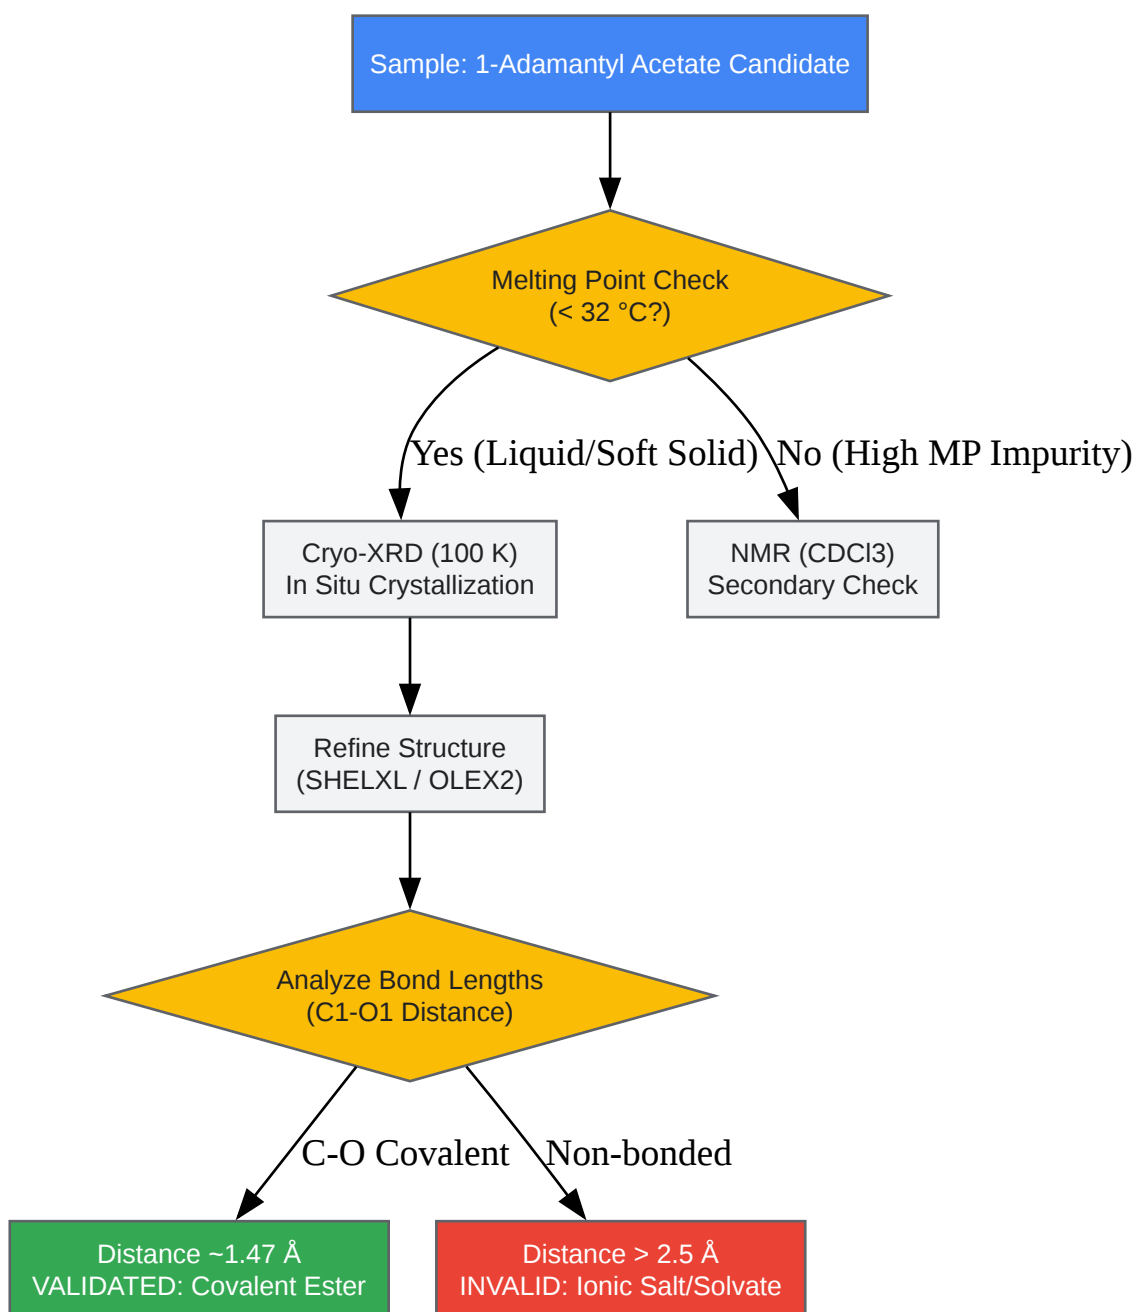 Sample: 1-Adamantyl Acetate Candidate
Melting Point Check
(< 32 °C?)
Yes (Liquid/Soft Solid)
No (High MP Impurity)
Cryo-XRD (100 K)
In Situ Crystallization
NMR (CDCl3)
Secondary Check
Refine Structure
(SHELXL / OLEX2)
Analyze Bond Lengths
(C1-O1 Distance)
C-O Covalent
Non-bonded
Distance ~1.47 Å
VALIDATED: Covalent Ester
Distance > 2.5 Å
INVALID: Ionic Salt/Solvate